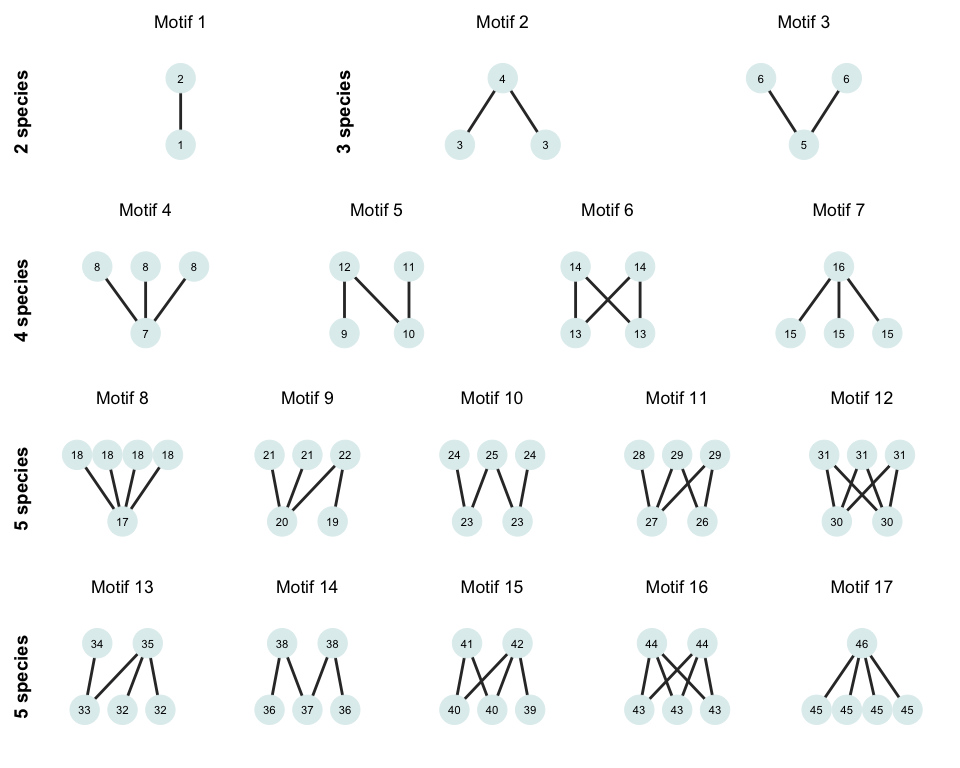 Motif 1 Motif 2 Motif 3
2 species 3 species
2 4 6 6
1 3 3 5
Motif 4 Motif 5 Motif 6 Motif 7
4 species
8 8 8 12 11 14 14 16
7 9 10 13 13 15 15 15
Motif 8 Motif 9 Motif 10 Motif 11 Motif 12
5 species
18 18 18 18 21 21 22 24 25 24 28 29 29 31 31 31
17 20 19 23 23 27 26 30 30
Motif 13 Motif 14 Motif 15 Motif 16 Motif 17
5 species
34 35 38 38 41 42 44 44 46
33 32 32 36 37 36 40 40 39 43 43 43 45 45 45 45